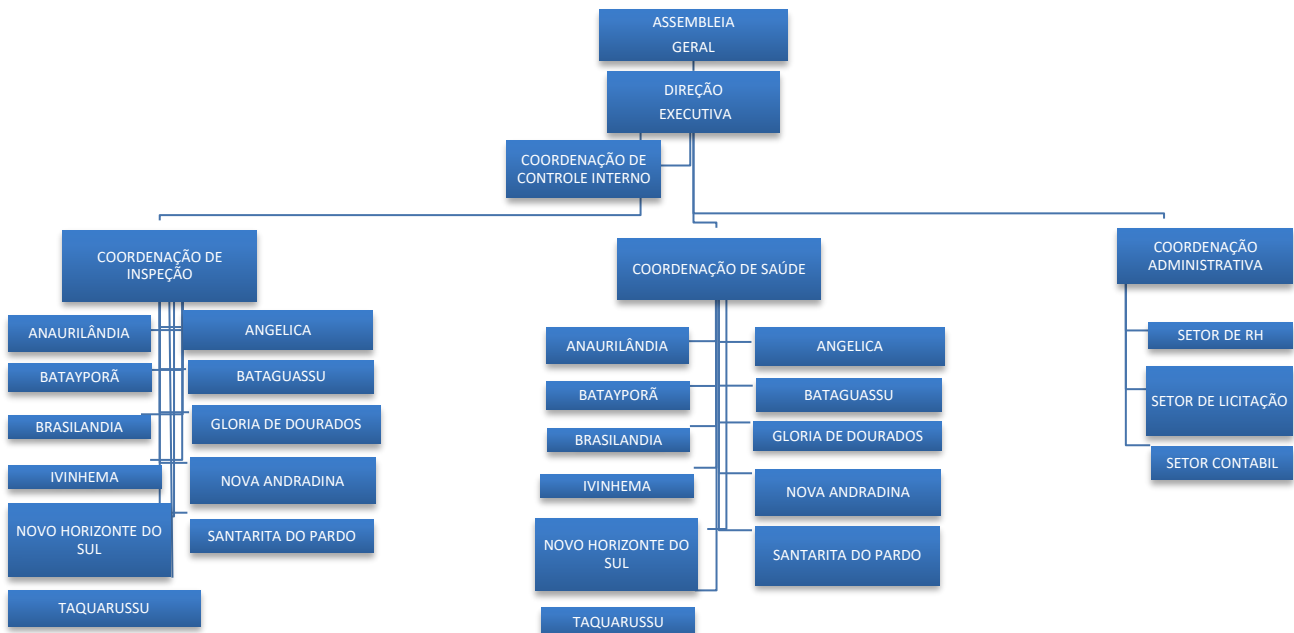 ASSEMBLEIA
GERAL
DIREÇÃO
EXECUTIVA
COORDENAÇÃO DE
CONTROLE INTERNO
COORDENAÇÃO DE
INSPEÇÃO
ANAURILÂNDIA
ANGELICA
BATAYPORÃ
BATAGUASSU
BRASILANDIA
GLORIA DE DOURADOS
IVINHEMA
NOVA ANDRADINA
NOVO HORIZONTE DO
SUL
SANTARITA DO PARDO
TAQUARUSSU
COORDENAÇÃO DE SAÚDE
ANAURILÂNDIA
ANGELICA
BATAYPORÃ
BATAGUASSU
BRASILANDIA
GLORIA DE DOURADOS
IVINHEMA
NOVA ANDRADINA
NOVO HORIZONTE DO
SUL
SANTARITA DO PARDO
TAQUARUSSU
COORDENAÇÃO
ADMINISTRATIVA
SETOR DE RH
SETOR DE LICITAÇÃO
SETOR CONTABIL